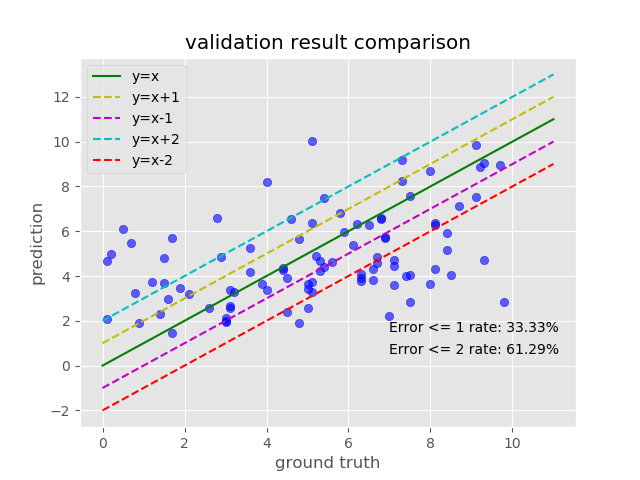 validation result comparison
y=x
y=x+1
y=x-1
y=x+2
y=x-2
12
10
8
6
4
2
0
−2
prediction
Error <= 1 rate: 33.33%
Error <= 2 rate: 61.29%
0 2 4 6 8 10
ground truth